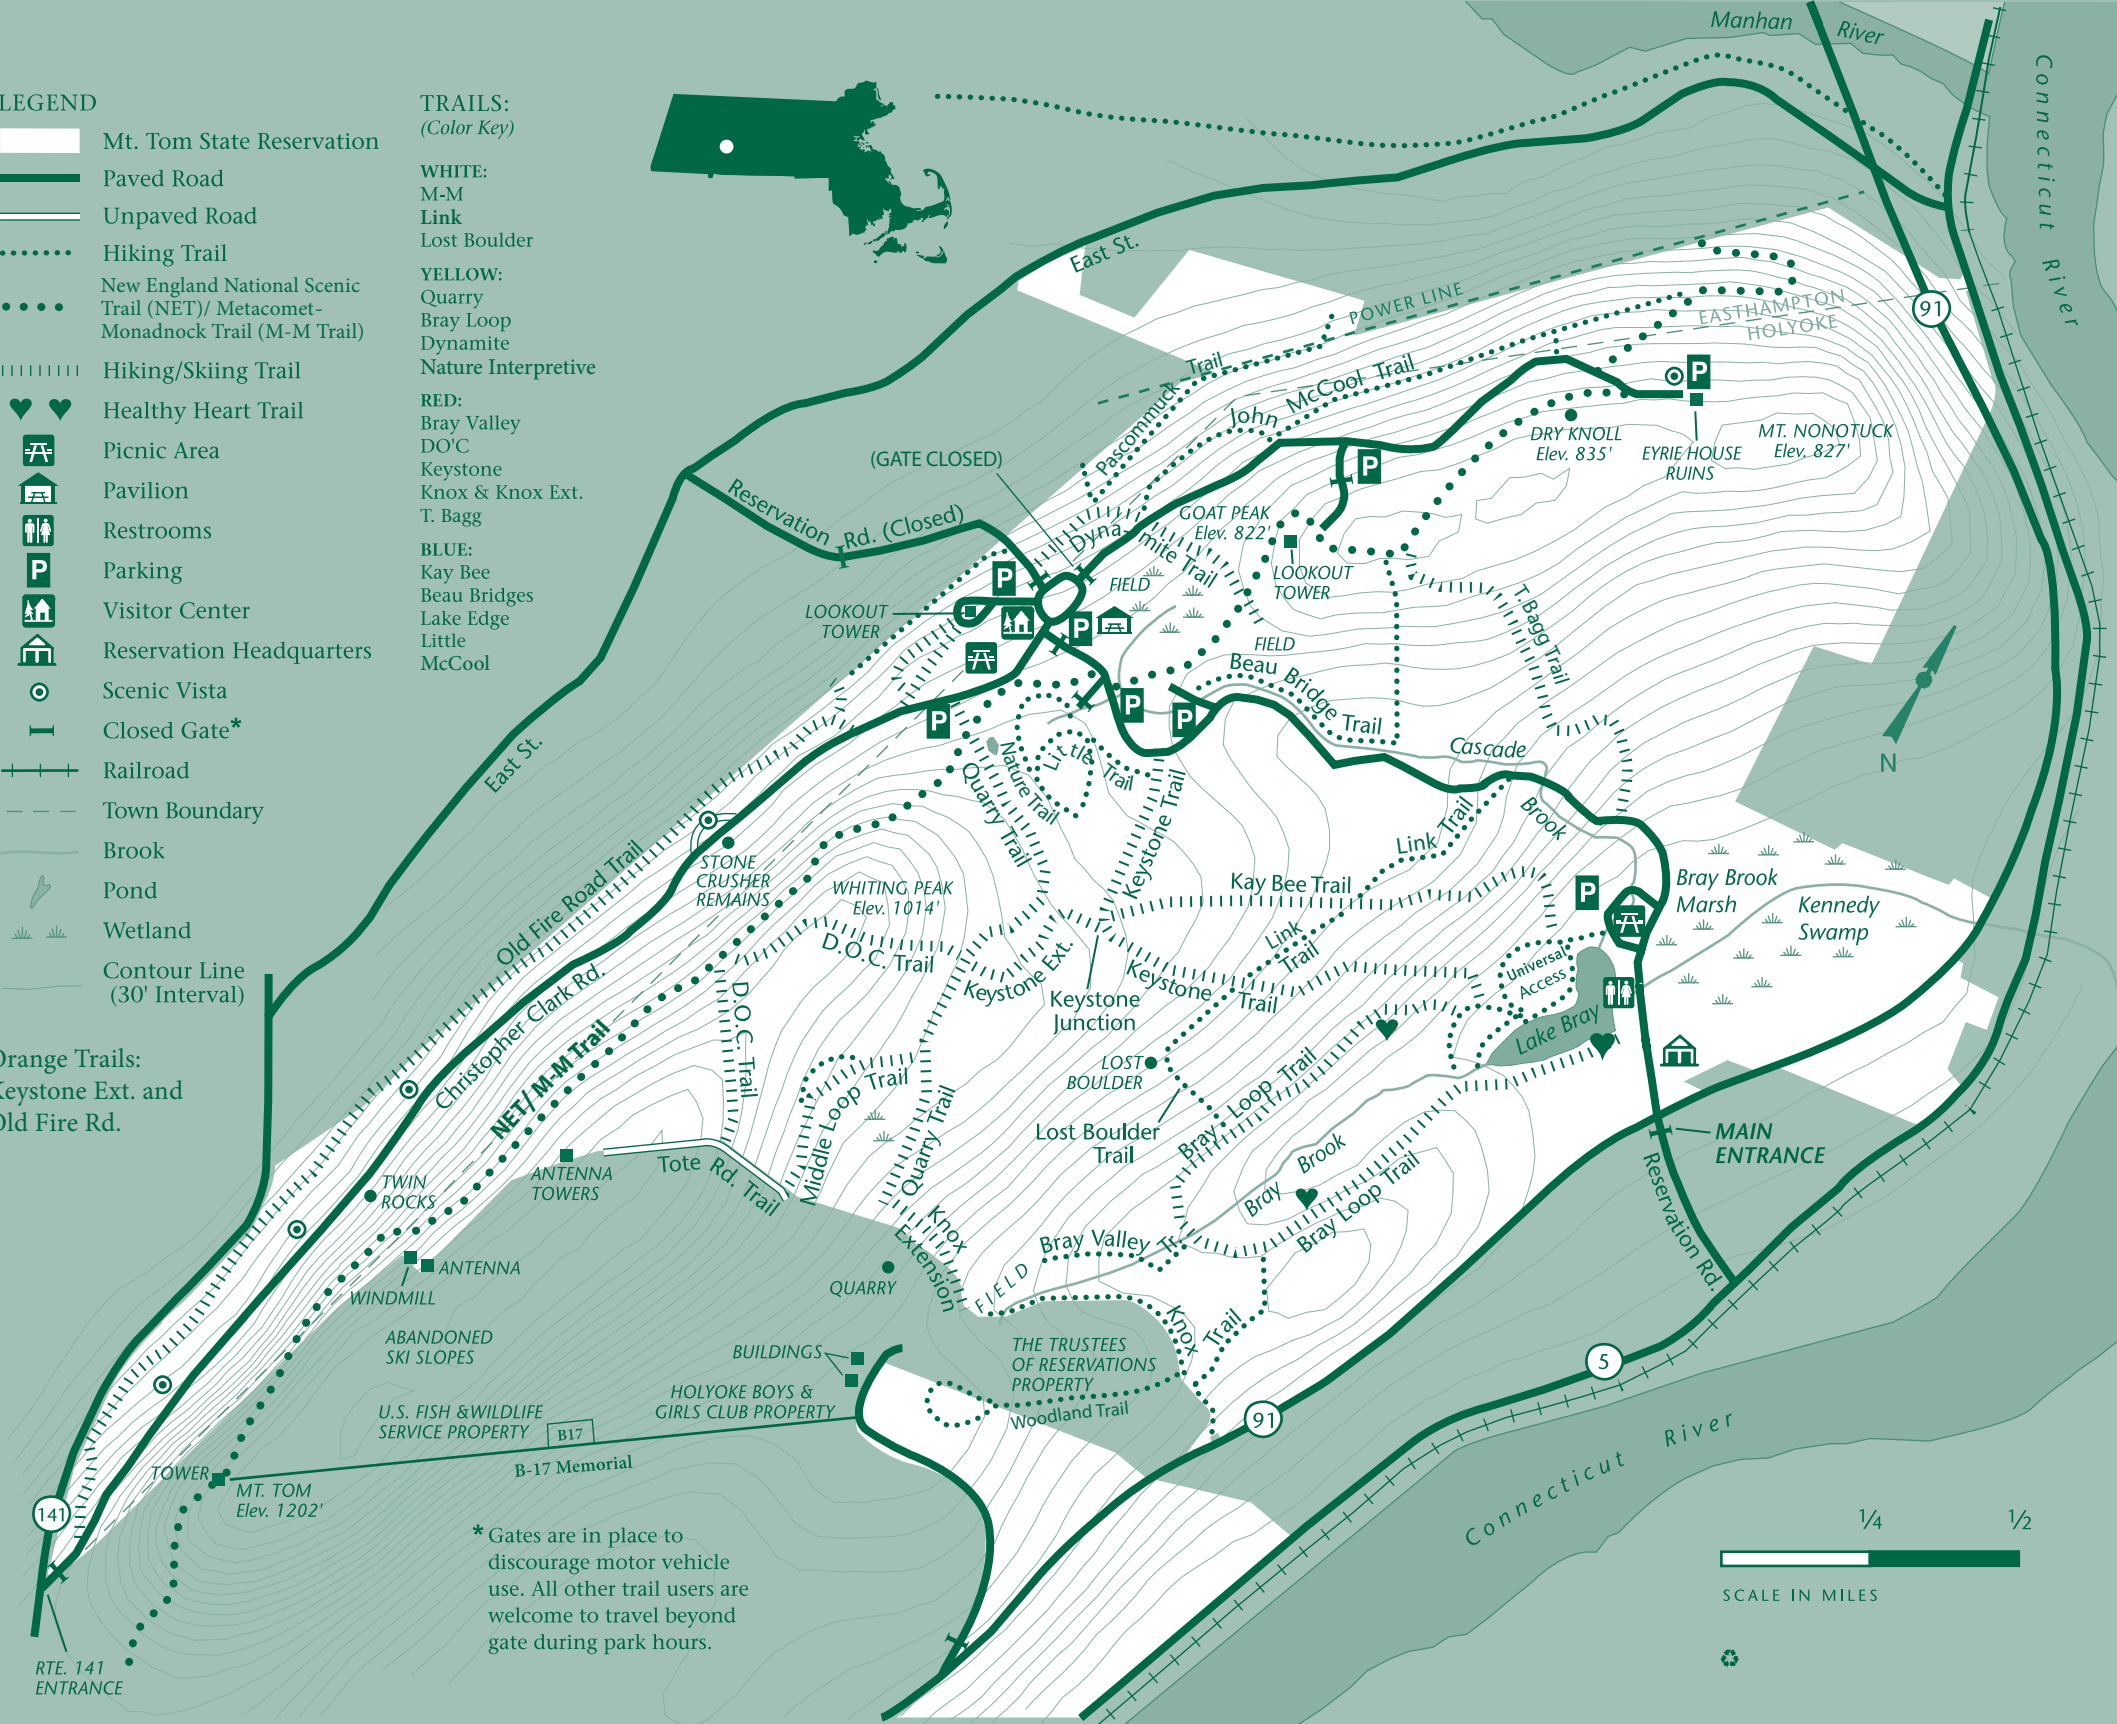 LEGEND
Mt. Tom State Reservation
Paved Road
Unpaved Road
Hiking Trail
New England National Scenic
Trail (NET)/ Metacomet-
Monadnock Trail (M-M Trail)
Hiking/Skiing Trail
Healthy Heart Trail
Picnic Area
Pavilion
Restrooms
P
Parking
Visitor Center
Reservation Headquarters
Scenic Vista
Closed Gate*
Railroad
Town Boundary
Brook
Pond
Wetland
Contour Line
(30' Interval)
Orange Trails:
Keystone Ext. and
Old Fire Rd.
TRAILS:
(Color Key)
WHITE:
M-M
Link
Lost Boulder
YELLOW:
Quarry
Bray Loop
Dynamite
Nature Interpretive
RED:
Bray Valley
DO'C
Keystone
Knox & Knox Ext.
T. Bagg
BLUE:
Kay Bee
Beau Bridges
Lake Edge
Little
McCool
Manhan River
Connecticut River
East St.
POWER LINE
EASTHAMPTON
HOLYOKE
91
Pascommuck Trail
John McCool Trail
(GATE CLOSED)
Reservation Rd. (Closed)
DRY KNOLL
Elev. 835'
P
EYRIE HOUSE
RUINS
MT. NONOTUCK
Elev. 827'
P
GOAT PEAK
Elev. 822'
LOOKOUT
TOWER
Dyna-mite Trail
FIELD
T. Bagg Trail
LOOKOUT
TOWER
P
P
FIELD
Beau Bridge Trail
P
P
P
N
Cascade
Brook
East St.
Nature Trail
Little Trail
Quarry Trail
Keystone Trail
Link Trail
STONE
CRUSHER
REMAINS
Old Fire Road Trail
WHITING PEAK
Elev. 1014'
Kay Bee Trail
P
Bray Brook
Marsh
Kennedy
Swamp
D.O.C. Trail
Keystone Ext.
Link
Trail
Keystone Trail
Keystone
Junction
Universal
Access
Lake Bray
Christopher Clark Rd.
NET/ M-M Trail
D.O.C. Trail
Middle Loop Trail
Quarry Trail
LOST
BOULDER
Lost Boulder
Trail
Bray Loop Trail
Bray Brook
Bray Loop Trail
MAIN
ENTRANCE
Reservation Rd.
ANTENNA
TOWERS
Tote Rd. Trail
TWIN
ROCKS
ANTENNA
WINDMILL
Knox
Extension
QUARRY
FIELD
Bray Valley Tr.
Knox Trail
ABANDONED
SKI SLOPES
BUILDINGS
THE TRUSTEES
OF RESERVATIONS
PROPERTY
Woodland Trail
HOLYOKE BOYS &
GIRLS CLUB PROPERTY
U.S. FISH &WILDLIFE
SERVICE PROPERTY
B17
B-17 Memorial
5
91
Connecticut River
TOWER
MT. TOM
Elev. 1202'
141
RTE. 141
ENTRANCE
* Gates are in place to
discourage motor vehicle
use. All other trail users are
welcome to travel beyond
gate during park hours.
¼ ½
SCALE IN MILES